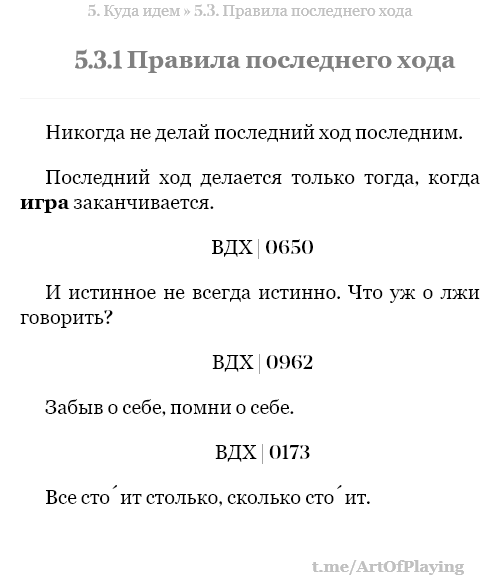 5. Куда идем » 5.3. Правила последнего хода
5.3.1 Правила последнего хода
Никогда не делай последний ход последним.
Последний ход делается только тогда, когда
игра заканчивается.
ВДХ | 0650
И истинное не всегда истинно. Что уж о лжи
говорить?
ВДХ | 0962
Забыв о себе, помни о себе.
ВДХ | 0173
Все сто´ит столько, сколько сто´ит.
t.me/ArtOfPlaying